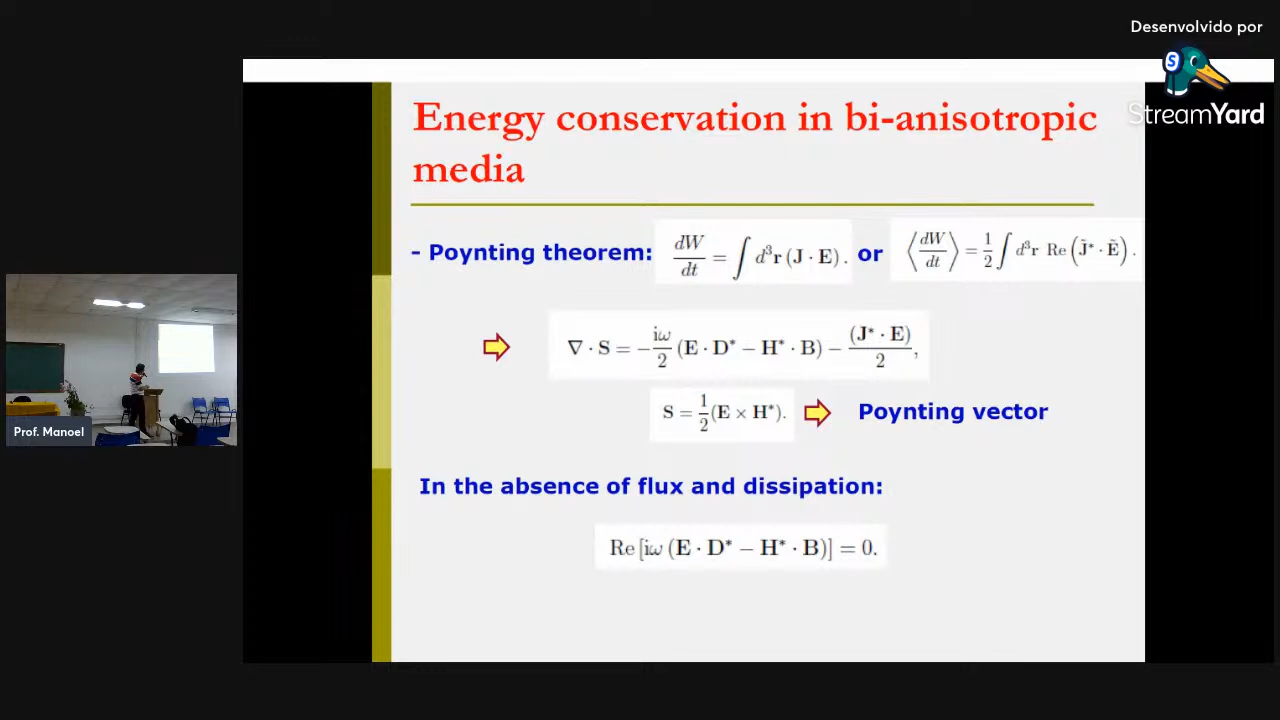 Desenvolvido por
StreamYard
Energy conservation in bi-anisotropic
media
- Poynting theorem: dW/dt = ∫ d³r (J · E). or ⟨dW/dt⟩ = 1/2 ∫ d³r Re (J̃* · Ẽ).
∇ · S = −iω/2 (E · D* − H* · B) − (J* · E)/2,
S = 1/2 (E × H*). Poynting vector
In the absence of flux and dissipation:
Re [iω (E · D* − H* · B)] = 0.
Prof. Manoel